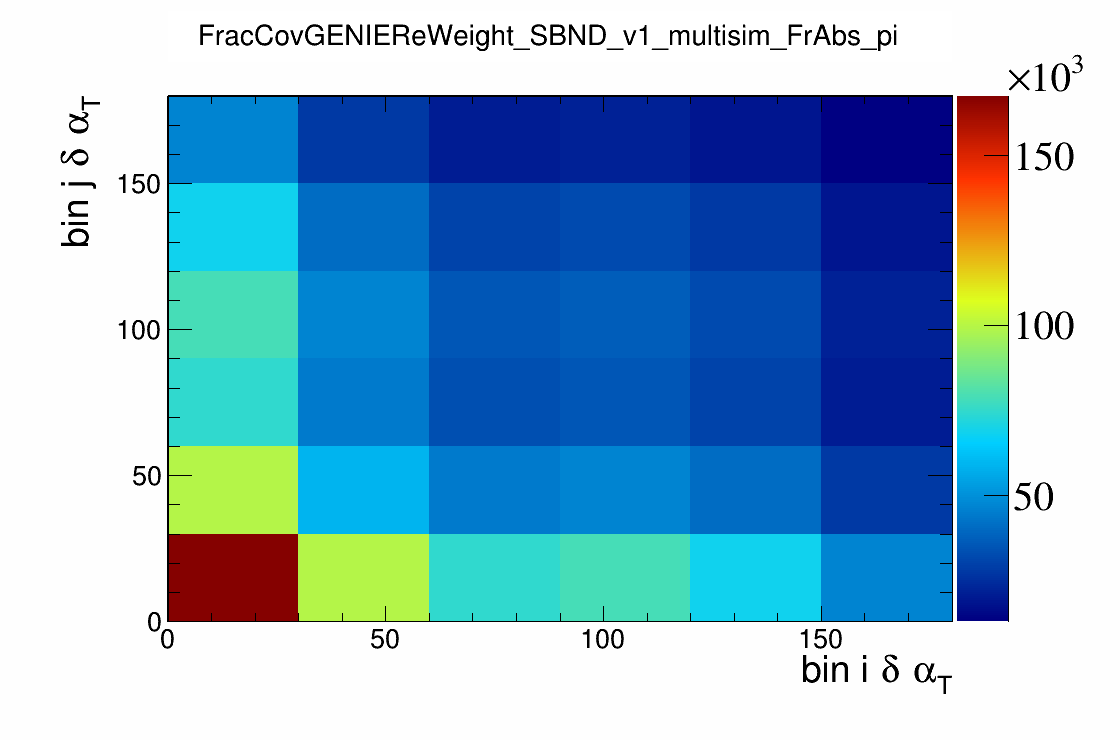 FracCovGENIEReWeight_SBND_v1_multisim_FrAbs_pi
×10³
bin j δ α_T
150
100
50
0
0 50 100 150
bin i δ α_T
150
100
50